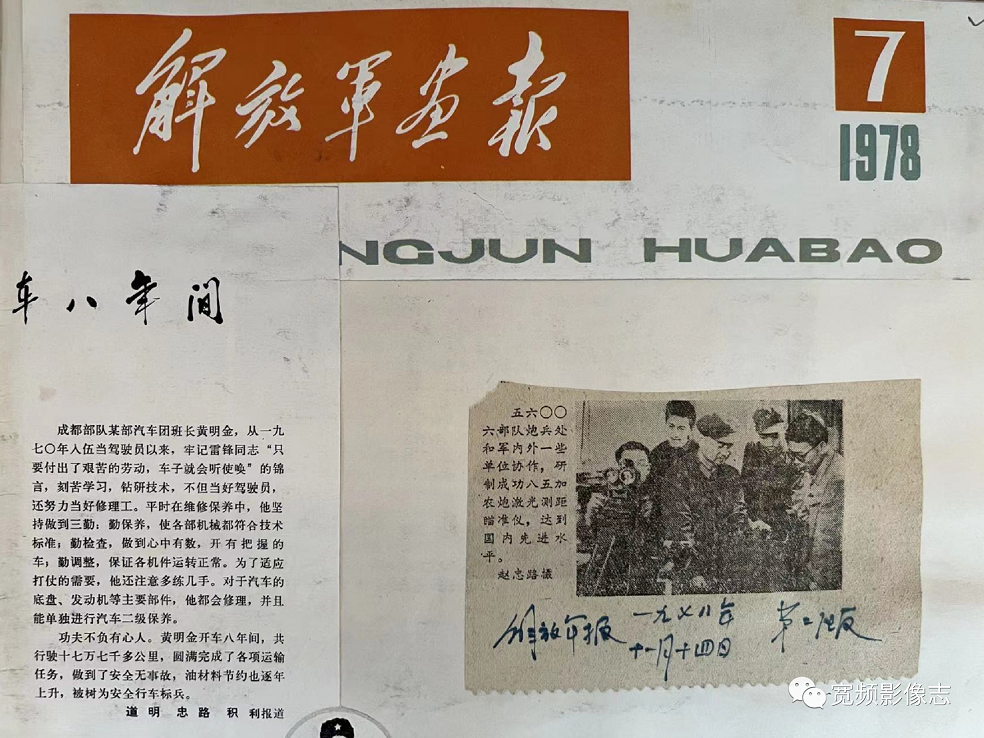 解放军画报
7
1978
NGJUN HUABAO
车八年间
成都部队某部汽车团班长黄明金，从一九
七〇年入伍当驾驶员以来，牢记雷锋同志“只
要付出了艰苦的劳动，车子就会听使唤”的锦
言，刻苦学习，钻研技术，不但当好驾驶员，
还努力当好修理工。平时在维修保养中，他坚
持做到三勤：勤保养，使各部机械都符合技术
标准；勤检查，做到心中有数，开有把握的
车；勤调整，保证各机件运转正常。为了适应
打仗的需要，他还注意多练几手。对于汽车的
底盘、发动机等主要部件，他都会修理，并且
能单独进行汽车二级保养。
功夫不负有心人。黄明金开车八年间，共
行驶十七万七千多公里，圆满完成了各项运输
任务，做到了安全无事故，油材料节约也逐年
上升，被树为安全行车标兵。
道明 忠路 积利报道
五六〇〇
六部队炮兵处
和军内外一些
单位协作，研
制成功八五加
农炮激光测距
瞄准仪，达到
国内先进水
平。
赵忠路摄
解放军报 一九七八年 第二版
十一月十四日
宽频影像志